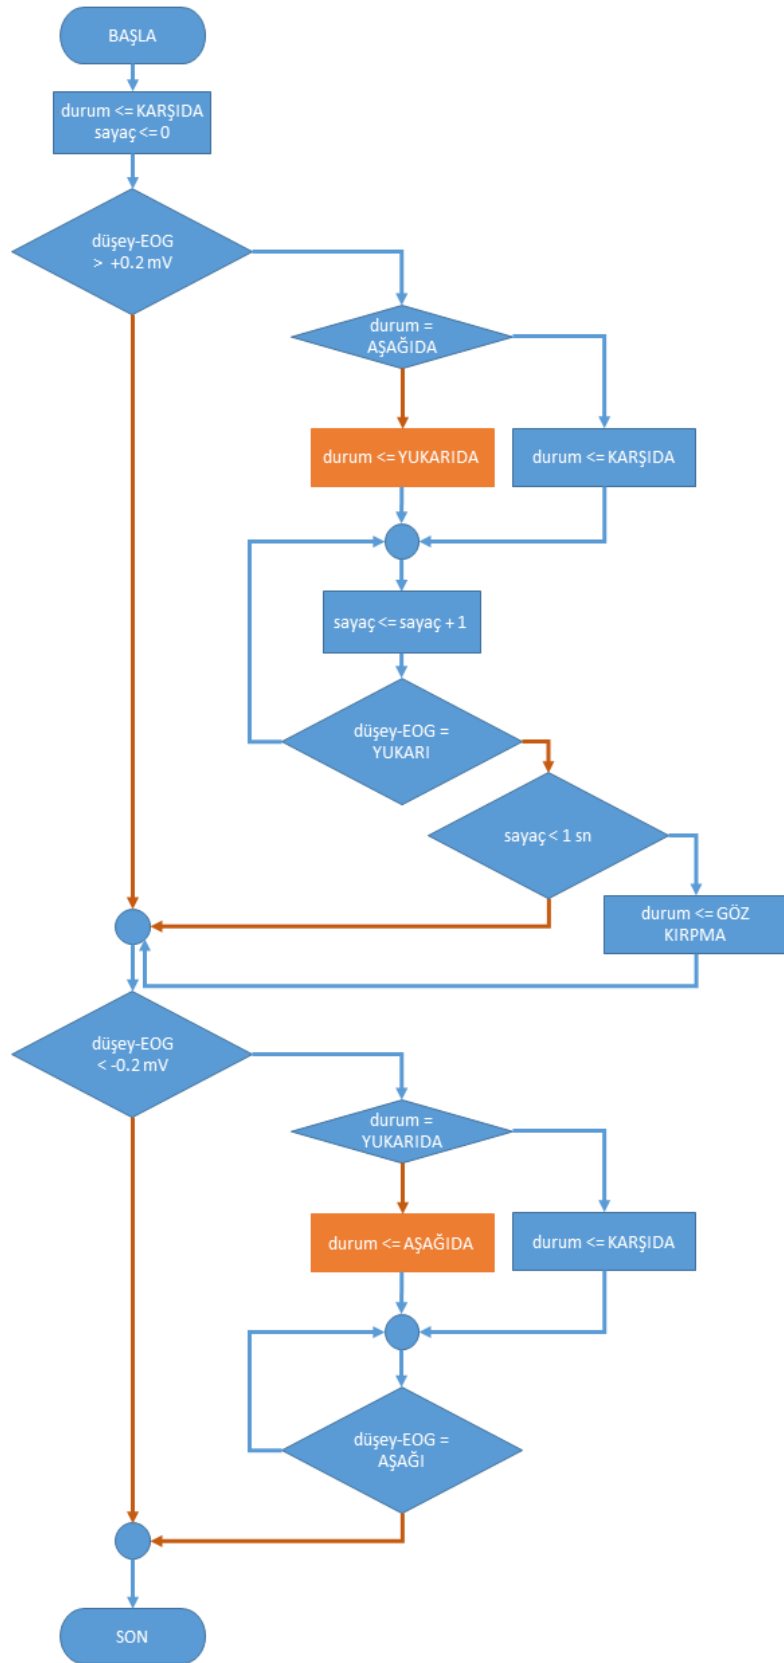 BAŞLA
durum <= KARŞIDA
sayaç <= 0
düşey-EOG
> +0.2 mV
durum =
AŞAĞIDA
durum <= YUKARIDA
durum <= KARŞIDA
sayaç <= sayaç + 1
düşey-EOG =
YUKARI
sayaç < 1 sn
durum <= GÖZ
KIRPMA
düşey-EOG
< -0.2 mV
durum =
YUKARIDA
durum <= AŞAĞIDA
durum <= KARŞIDA
düşey-EOG =
AŞAĞI
SON